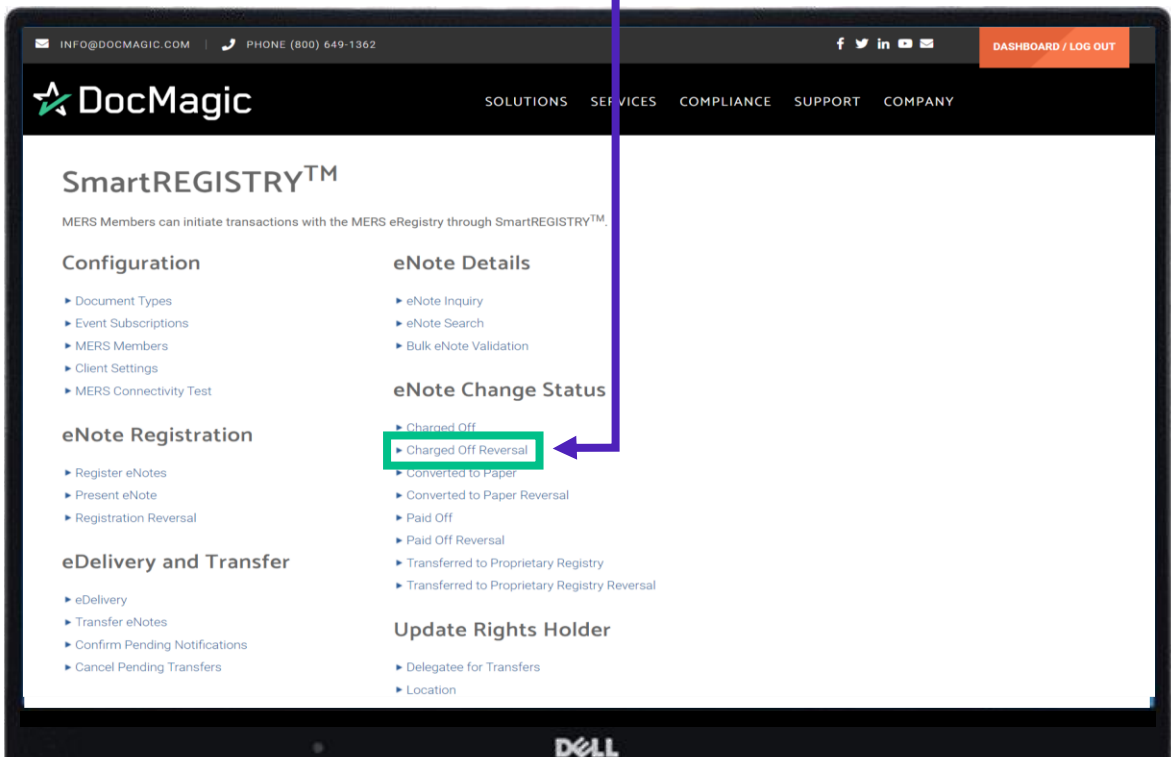 INFO@DOCMAGIC.COM | PHONE (800) 649-1362
DASHBOARD / LOG OUT
DocMagic
SOLUTIONS SERVICES COMPLIANCE SUPPORT COMPANY
SmartREGISTRY™
MERS Members can initiate transactions with the MERS eRegistry through SmartREGISTRY™.
Configuration
Document Types
Event Subscriptions
MERS Members
Client Settings
MERS Connectivity Test
eNote Registration
Register eNotes
Present eNote
Registration Reversal
eDelivery and Transfer
eDelivery
Transfer eNotes
Confirm Pending Notifications
Cancel Pending Transfers
eNote Details
eNote Inquiry
eNote Search
Bulk eNote Validation
eNote Change Status
Charged Off
Charged Off Reversal
Converted to Paper
Converted to Paper Reversal
Paid Off
Paid Off Reversal
Transferred to Proprietary Registry
Transferred to Proprietary Registry Reversal
Update Rights Holder
Delegatee for Transfers
Location
DELL